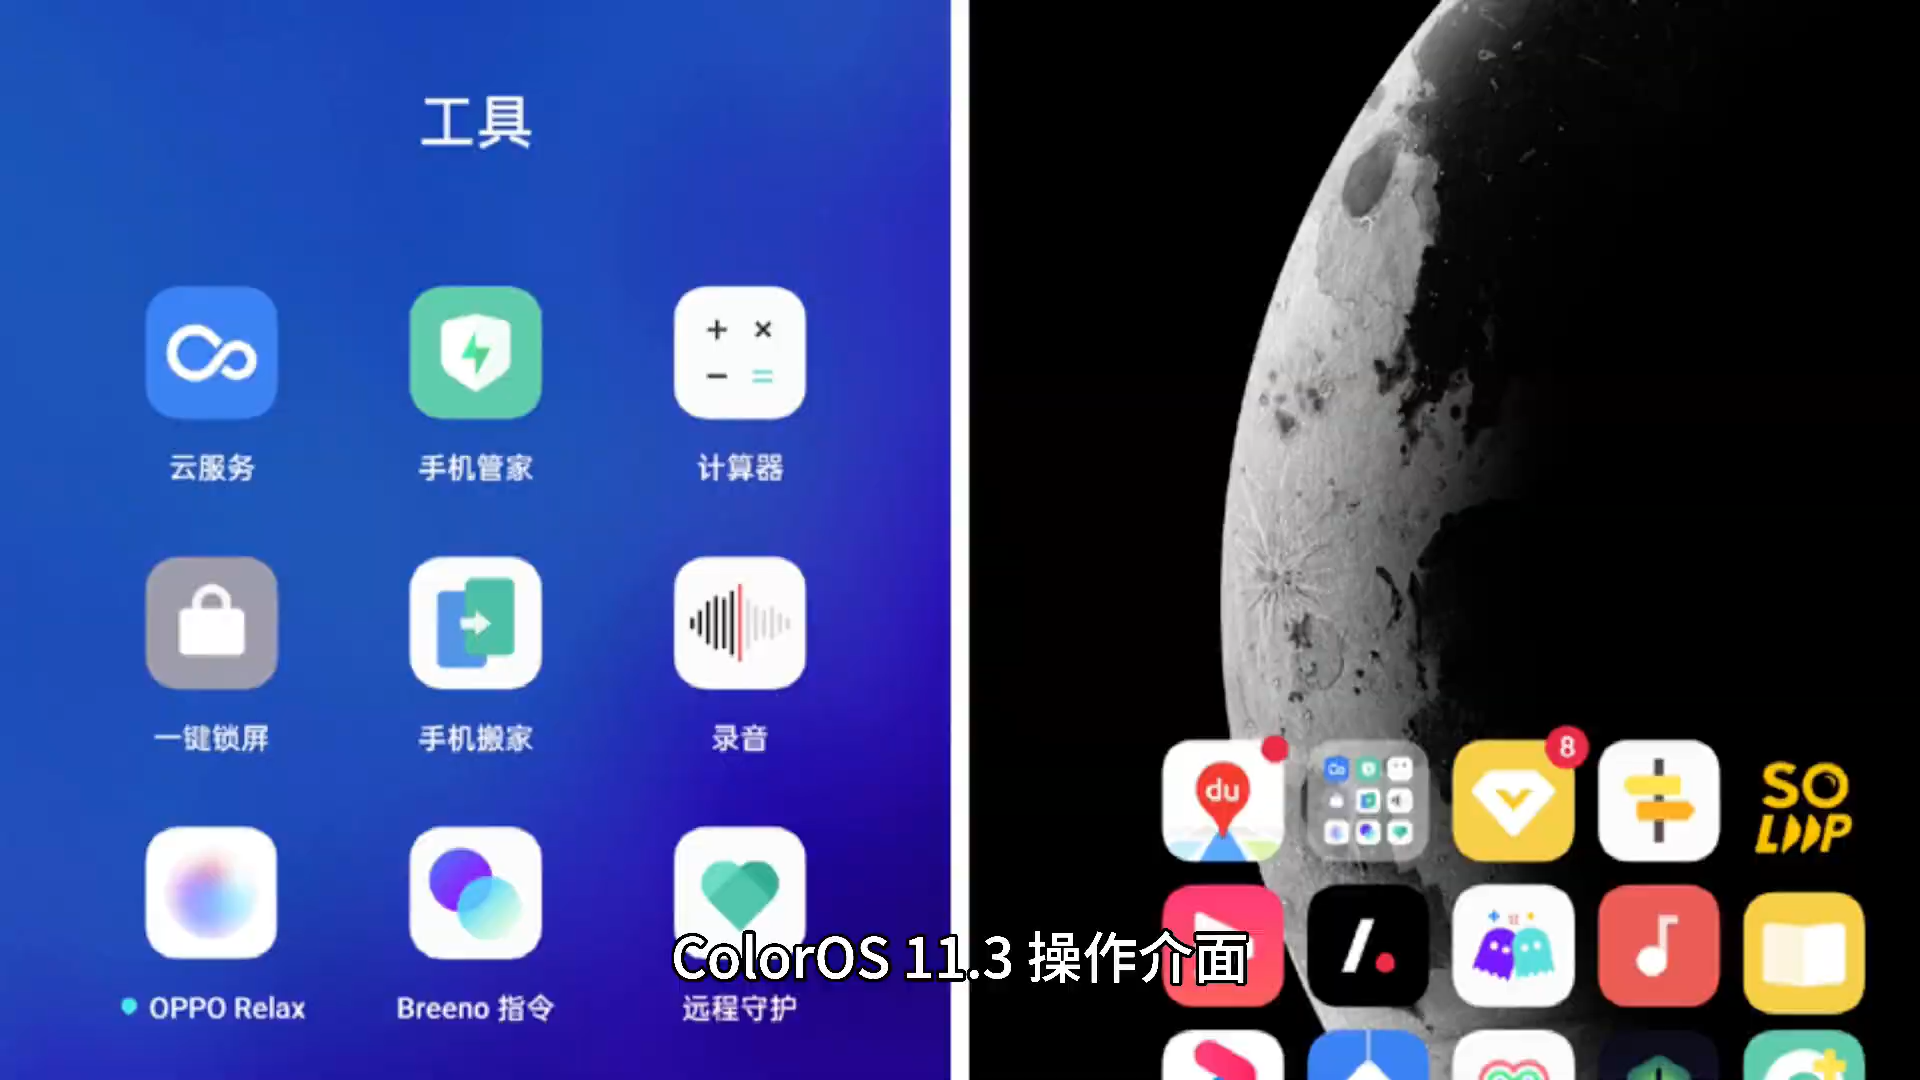 工具
云服务
手机管家
计算器
一键锁屏
手机搬家
录音
OPPO Relax
Breeno 指令
远程守护
du
8
SO
LOOP
ColorOS 11.3 操作介面